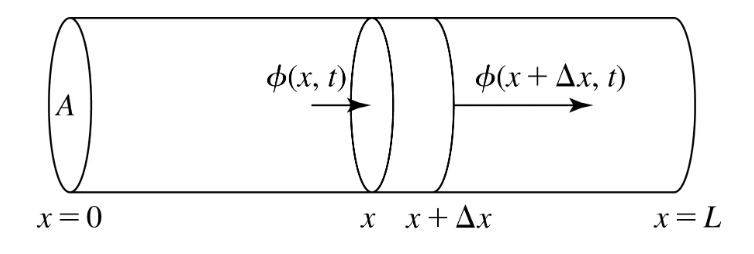 ϕ(x, t) ϕ(x + Δx, t)
A
x = 0 x x + Δx x = L